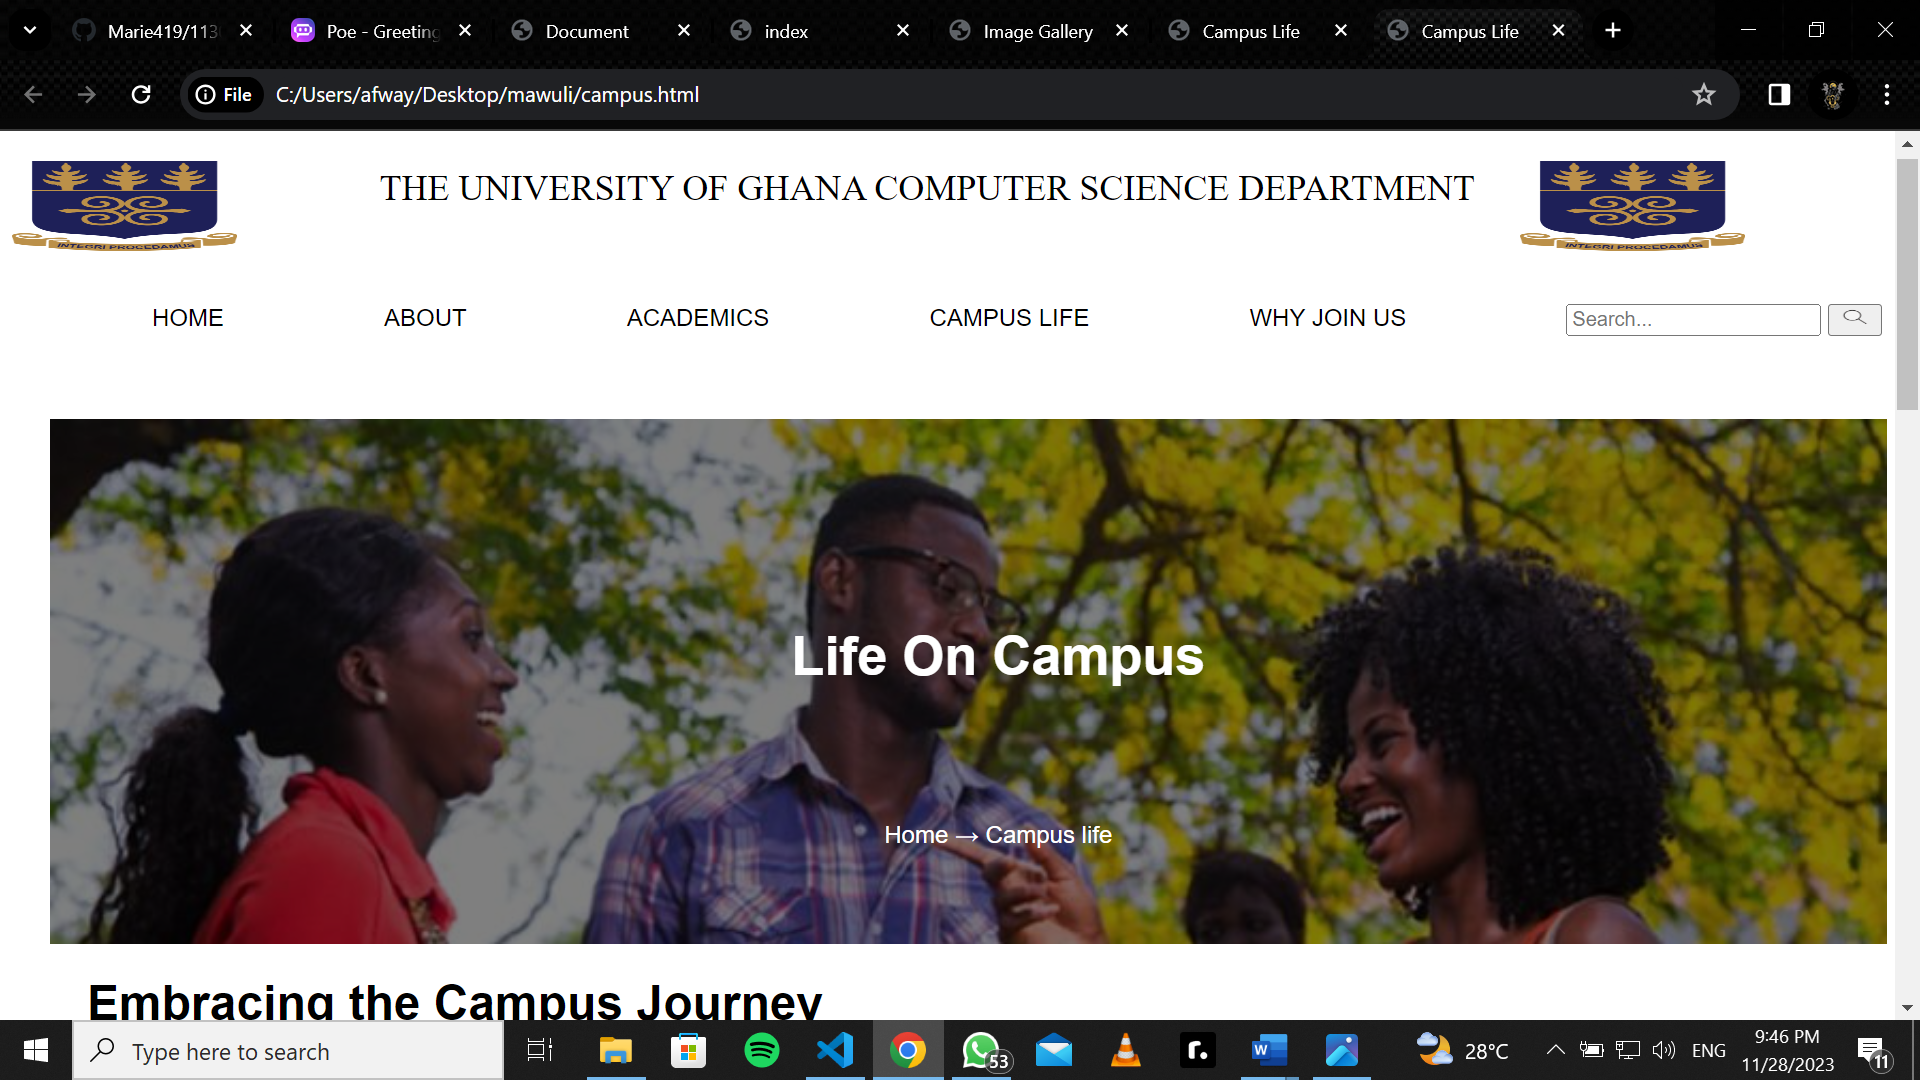 Marie419/113
Poe - Greeting
Document
index
Image Gallery
Campus Life
Campus Life
File
C:/Users/afway/Desktop/mawuli/campus.html
THE UNIVERSITY OF GHANA COMPUTER SCIENCE DEPARTMENT
INTEGRI PROCEDAMUS
INTEGRI PROCEDAMUS
HOME
ABOUT
ACADEMICS
CAMPUS LIFE
WHY JOIN US
Search...
Life On Campus
Home → Campus life
Embracing the Campus Journey
Type here to search
53
28°C
ENG
9:46 PM
11/28/2023
11